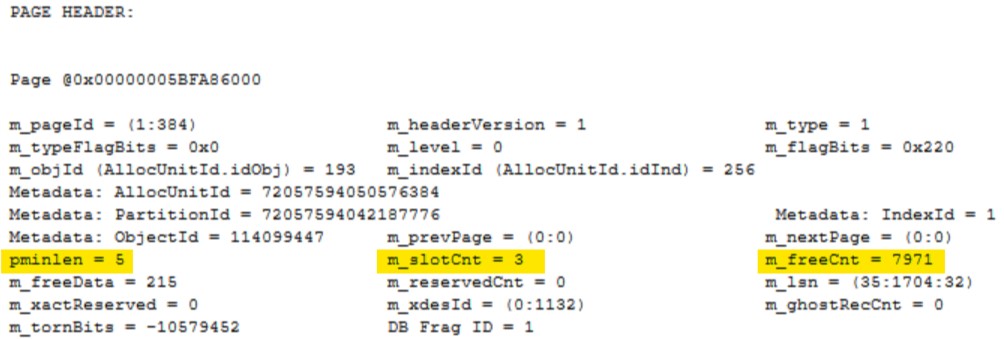 PAGE HEADER:
Page @0x00000005BFA86000
m_pageId = (1:384) m_headerVersion = 1 m_type = 1
m_typeFlagBits = 0x0 m_level = 0 m_flagBits = 0x220
m_objId (AllocUnitId.idObj) = 193 m_indexId (AllocUnitId.idInd) = 256
Metadata: AllocUnitId = 72057594050576384
Metadata: PartitionId = 72057594042187776 Metadata: IndexId = 1
Metadata: ObjectId = 114099447 m_prevPage = (0:0) m_nextPage = (0:0)
pminlen = 5 m_slotCnt = 3 m_freeCnt = 7971
m_freeData = 215 m_reservedCnt = 0 m_lsn = (35:1704:32)
m_xactReserved = 0 m_xdesId = (0:1132) m_ghostRecCnt = 0
m_tornBits = -10579452 DB Frag ID = 1